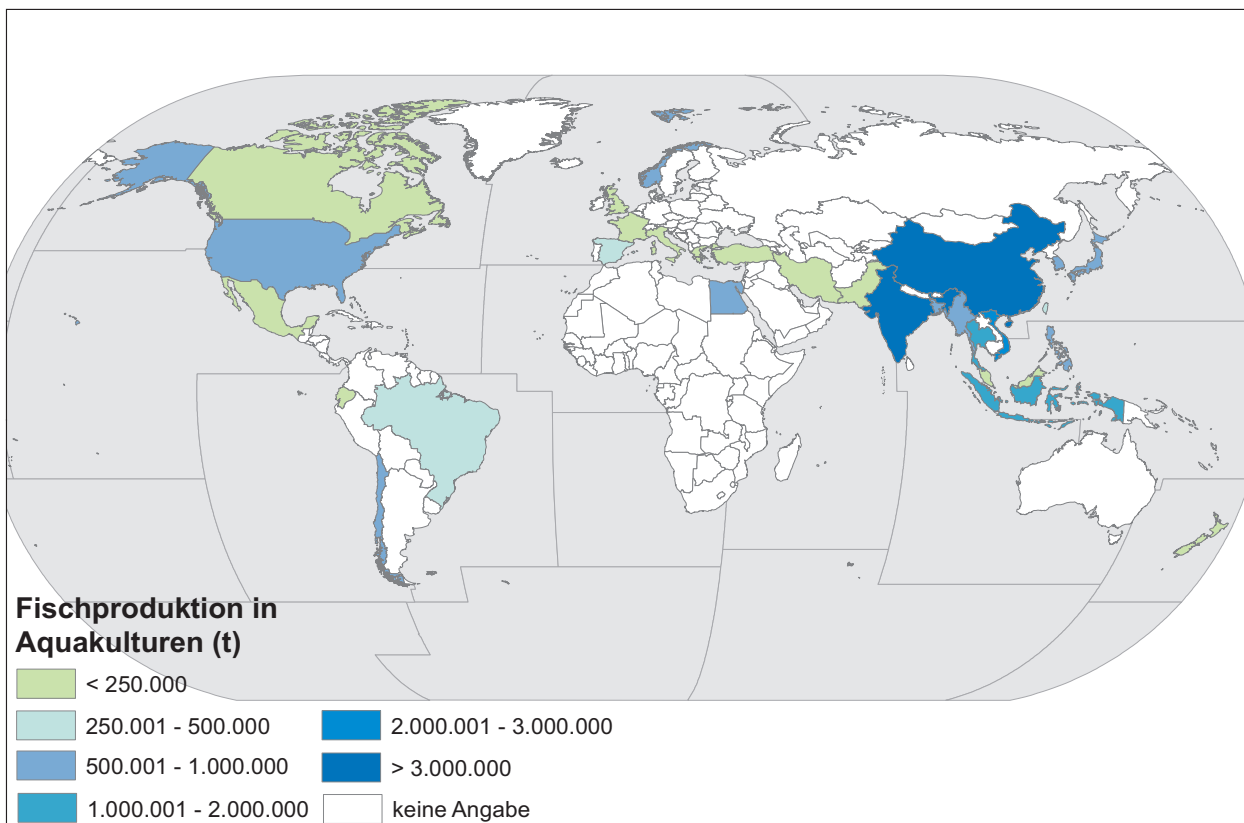 Fischproduktion in
Aquakulturen (t)
< 250.000
250.001 - 500.000
500.001 - 1.000.000
1.000.001 - 2.000.000
2.000.001 - 3.000.000
> 3.000.000
keine Angabe